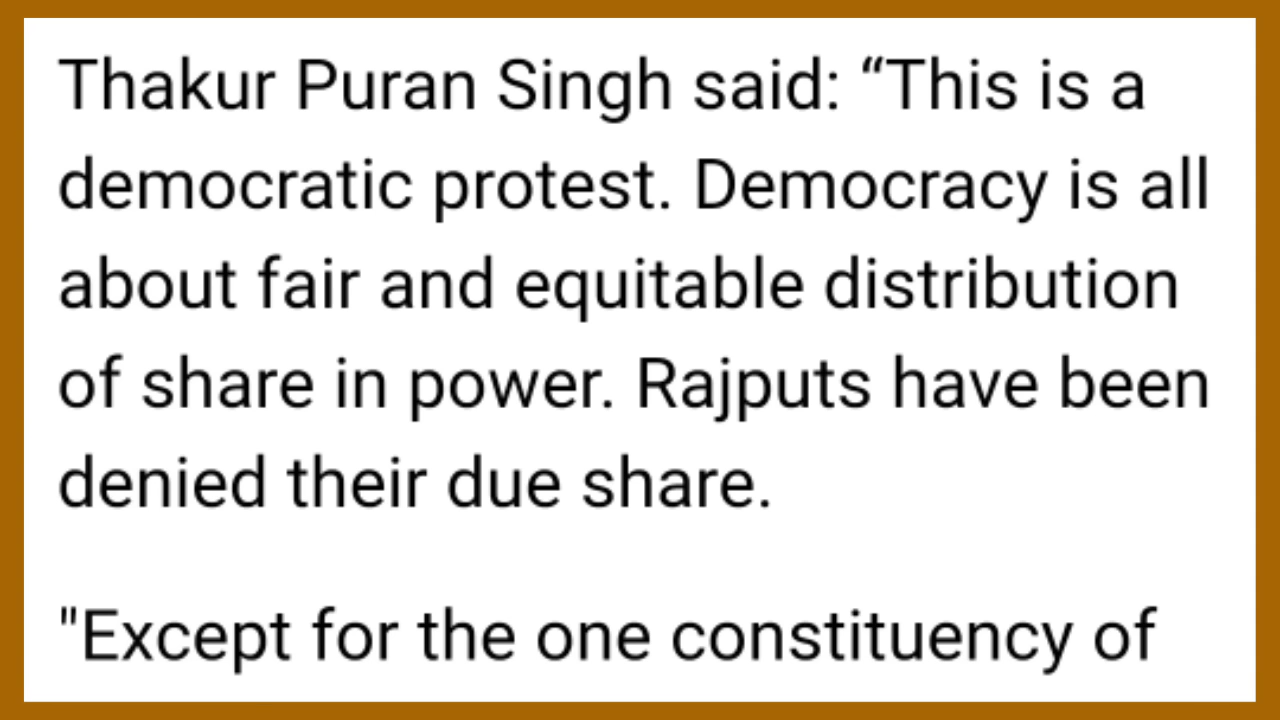 Thakur Puran Singh said: “This is a
democratic protest. Democracy is all
about fair and equitable distribution
of share in power. Rajputs have been
denied their due share.
"Except for the one constituency of